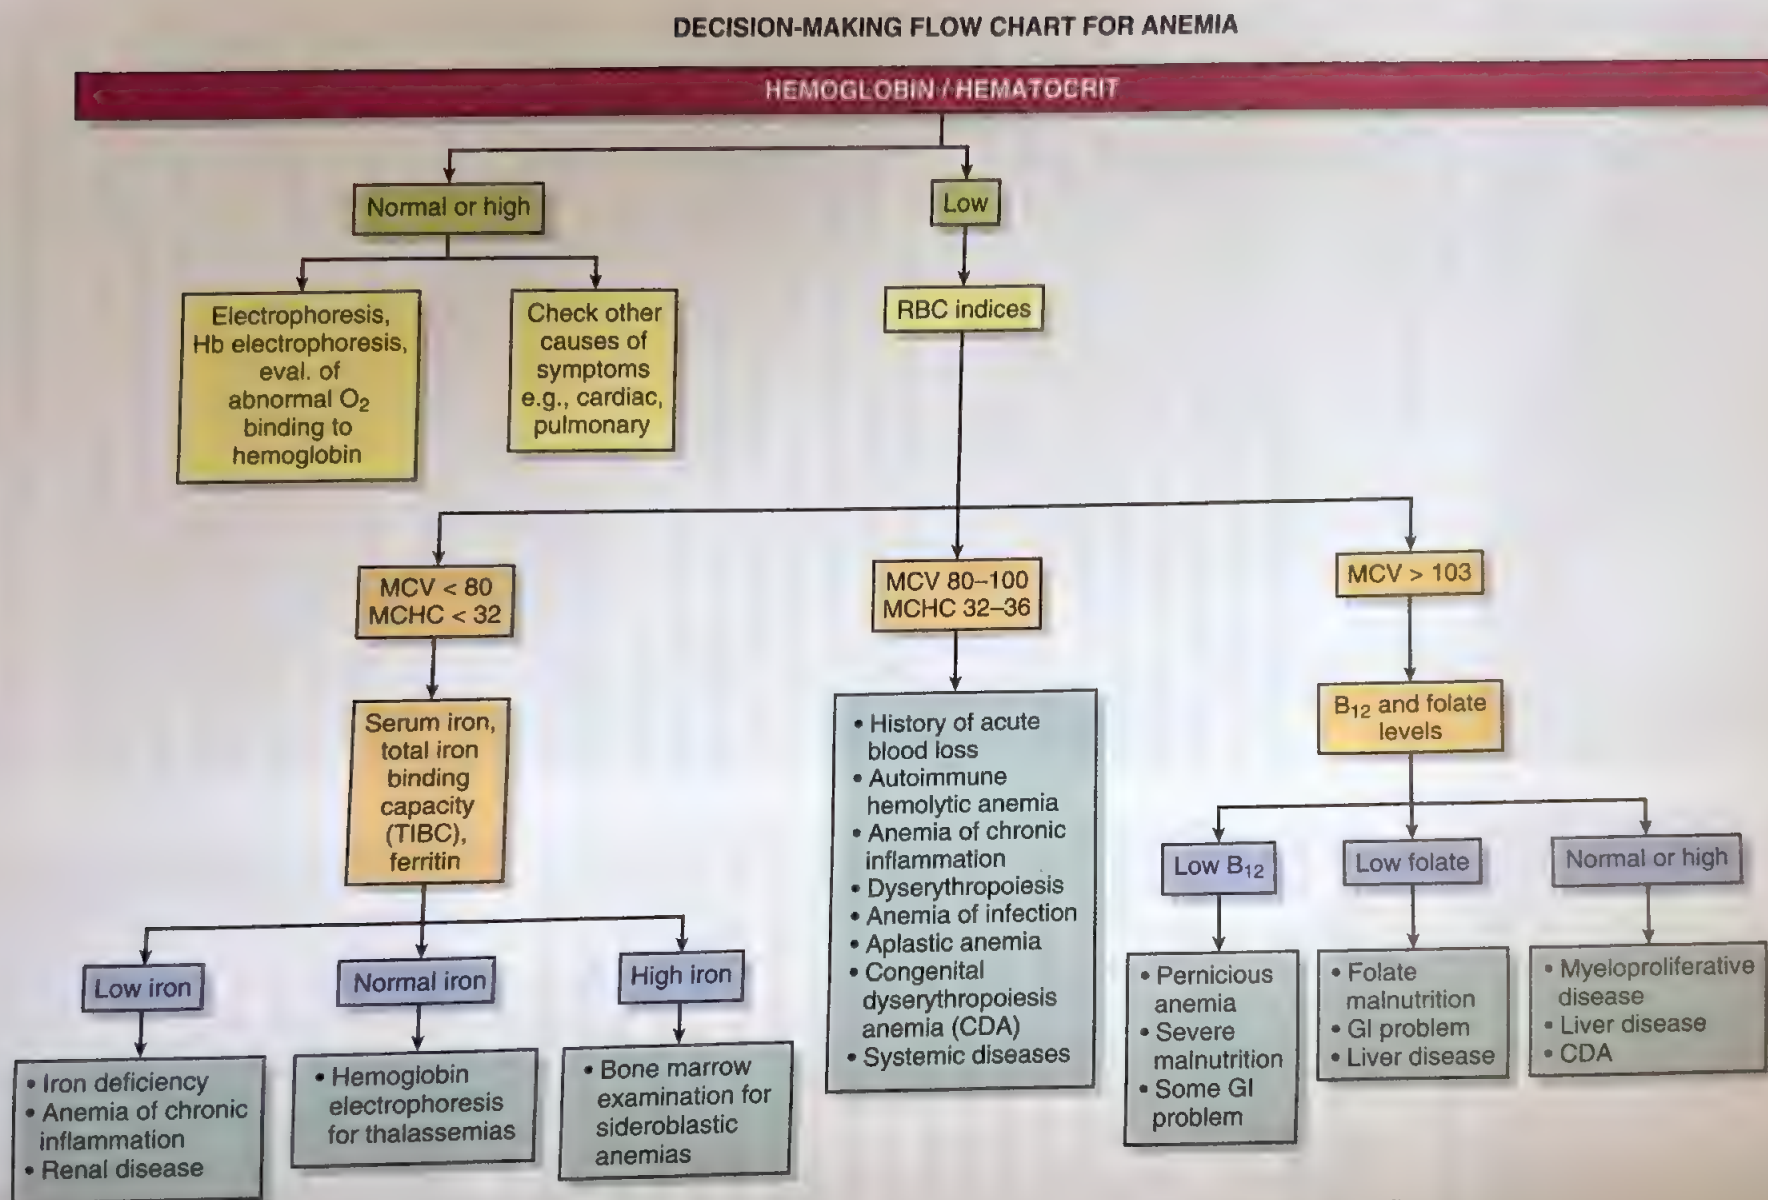 DECISION-MAKING FLOW CHART FOR ANEMIA
HEMOGLOBIN / HEMATOCRIT
Normal or high
Low
Electrophoresis,
Hb electrophoresis,
eval. of
abnormal O₂
binding to
hemoglobin
Check other
causes of
symptoms
e.g., cardiac,
pulmonary
RBC indices
MCV < 80
MCHC < 32
MCV 80–100
MCHC 32–36
MCV > 103
Serum iron,
total iron
binding
capacity
(TIBC),
ferritin
• History of acute
blood loss
• Autoimmune
hemolytic anemia
• Anemia of chronic
inflammation
• Dyserythropoiesis
• Anemia of infection
• Aplastic anemia
• Congenital
dyserythropoiesis
anemia (CDA)
• Systemic diseases
B₁₂ and folate
levels
Low iron
Normal iron
High iron
Low B₁₂
Low folate
Normal or high
• Iron deficiency
• Anemia of chronic
inflammation
• Renal disease
• Hemoglobin
electrophoresis
for thalassemias
• Bone marrow
examination for
sideroblastic
anemias
• Pernicious
anemia
• Severe
malnutrition
• Some GI
problem
• Folate
malnutrition
• GI problem
• Liver disease
• Myeloproliferative
disease
• Liver disease
• CDA